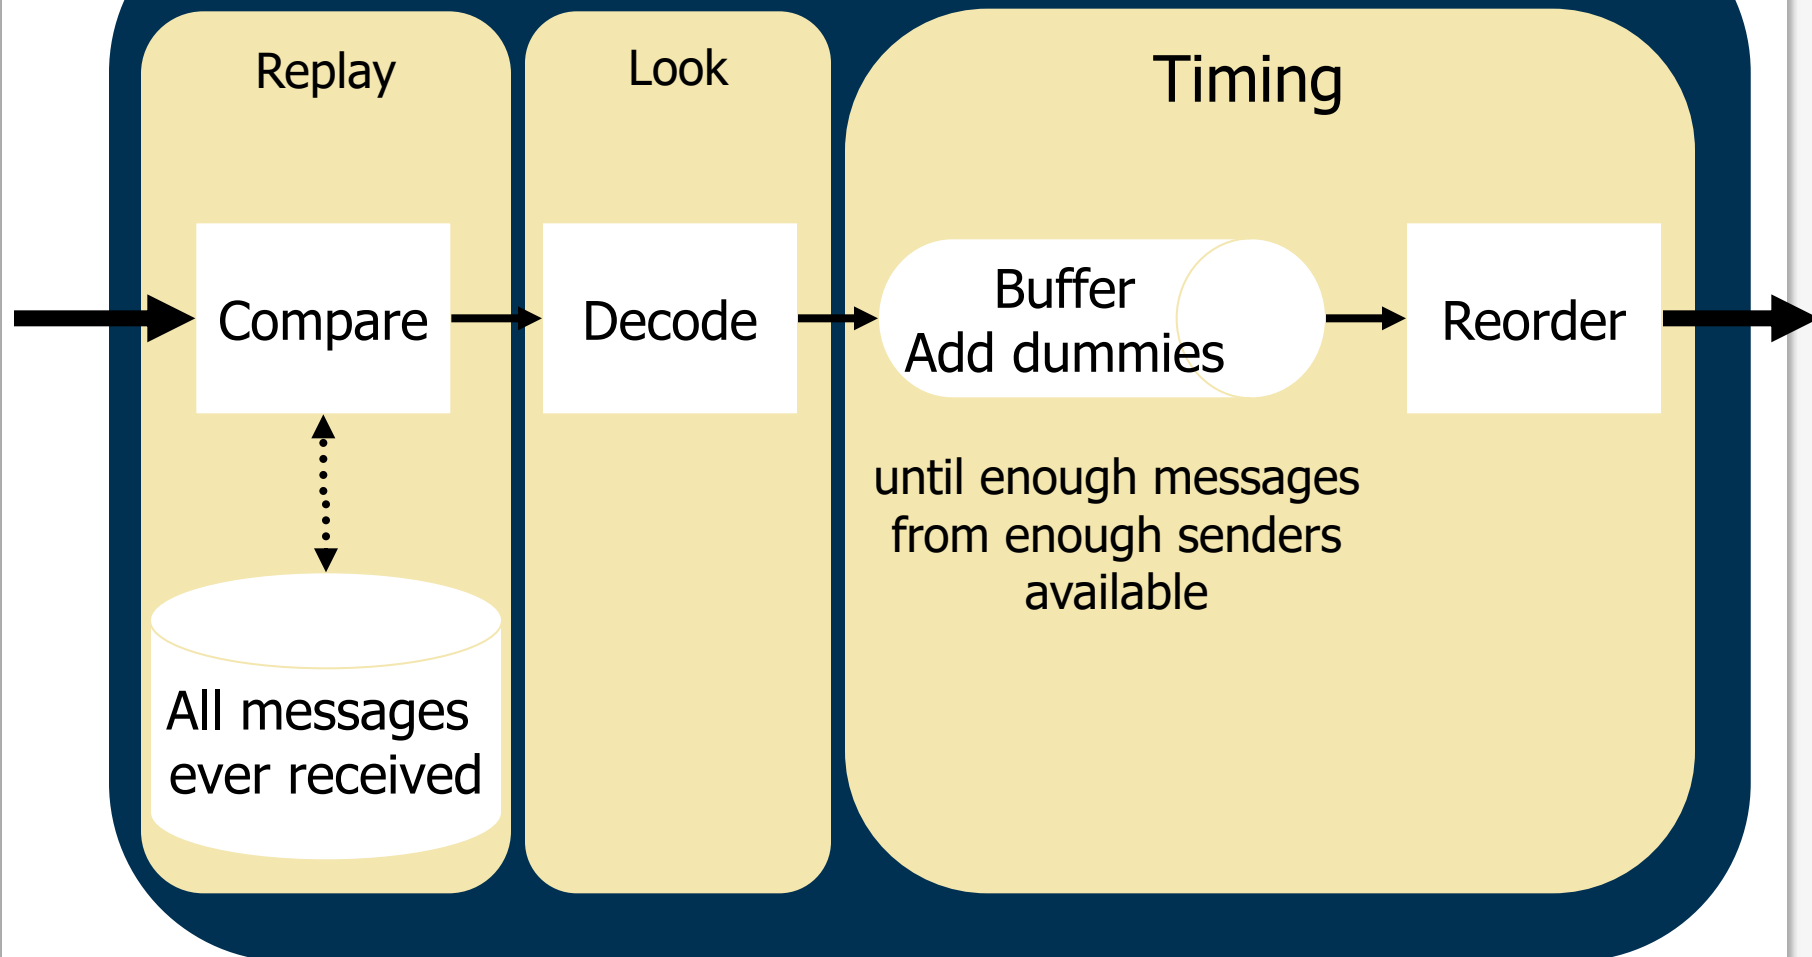 Replay
Look
Timing
Compare
Decode
Buffer
Add dummies
Reorder
until enough messages
from enough senders
available
All messages
ever received